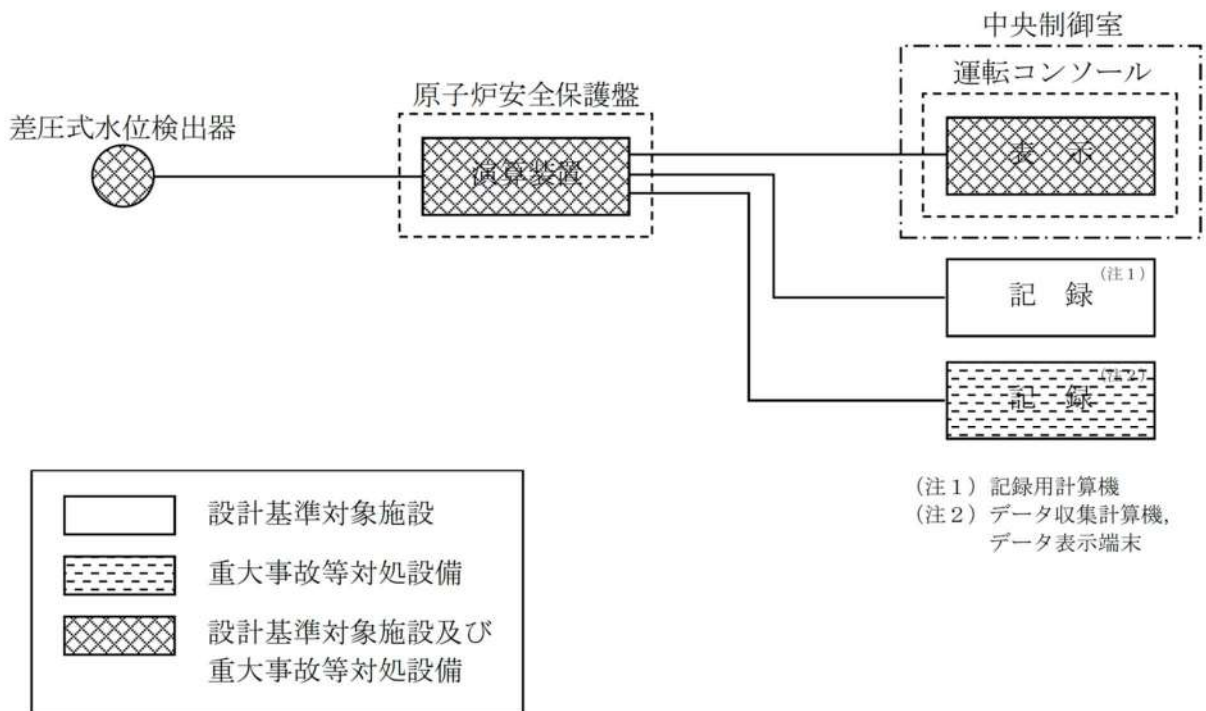 中央制御室
運転コンソール
原子炉安全保護盤
差圧式水位検出器
演算装置
表 示
記 録 (注1)
記 録 (注2)
(注1) 記録用計算機
(注2) データ収集計算機,
データ表示端末
設計基準対象施設
重大事故等対処設備
設計基準対象施設及び
重大事故等対処設備